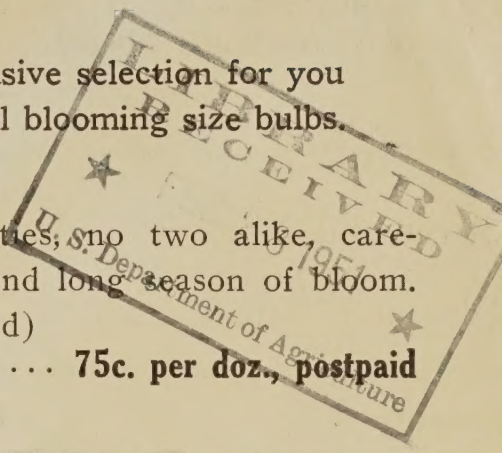 sive selection for you
l blooming size bulbs.
ties, no two alike, care-
nd long season of bloom.
d)
... 75c. per doz., postpaid
LIBRARY
RECEIVED
1951
U. S. Department of Agriculture